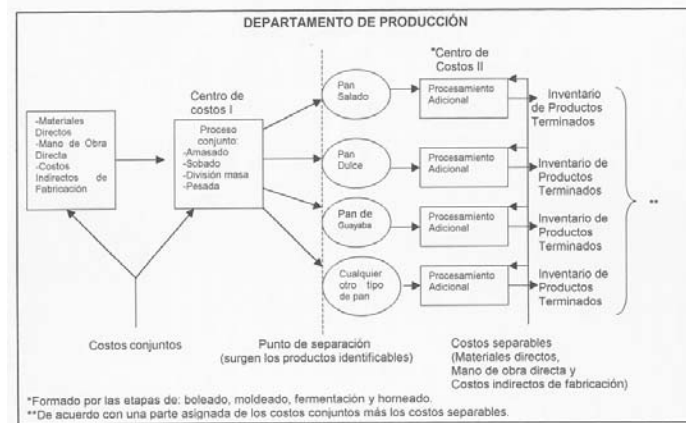 DEPARTAMENTO DE PRODUCCIÓN
*Centro de
Costos II
Centro de
costos I
-Materiales
Directos
-Mano de Obra
Directa
-Costos
Indirectos de
Fabricación
Proceso
conjunto:
-Amasado
-Sobado
-División masa
-Pesada
Pan
Salado
Procesamiento
Adicional
Inventario
de Productos
Terminados
Pan
Dulce
Procesamiento
Adicional
Inventario de
Productos
Terminados
Pan de
Guayaba
Procesamiento
Adicional
Inventario de
Productos
Terminados
Cualquier
otro tipo
de pan
Procesamiento
Adicional
Inventario de
Productos
Terminados
**
Costos conjuntos
Punto de separación
(surgen los productos identificables)
Costos separables
(Materiales directos,
Mano de obra directa y
Costos indirectos de fabricación)
*Formado por las etapas de: boleado, moldeado, fermentación y horneado.
**De acuerdo con una parte asignada de los costos conjuntos más los costos separables.